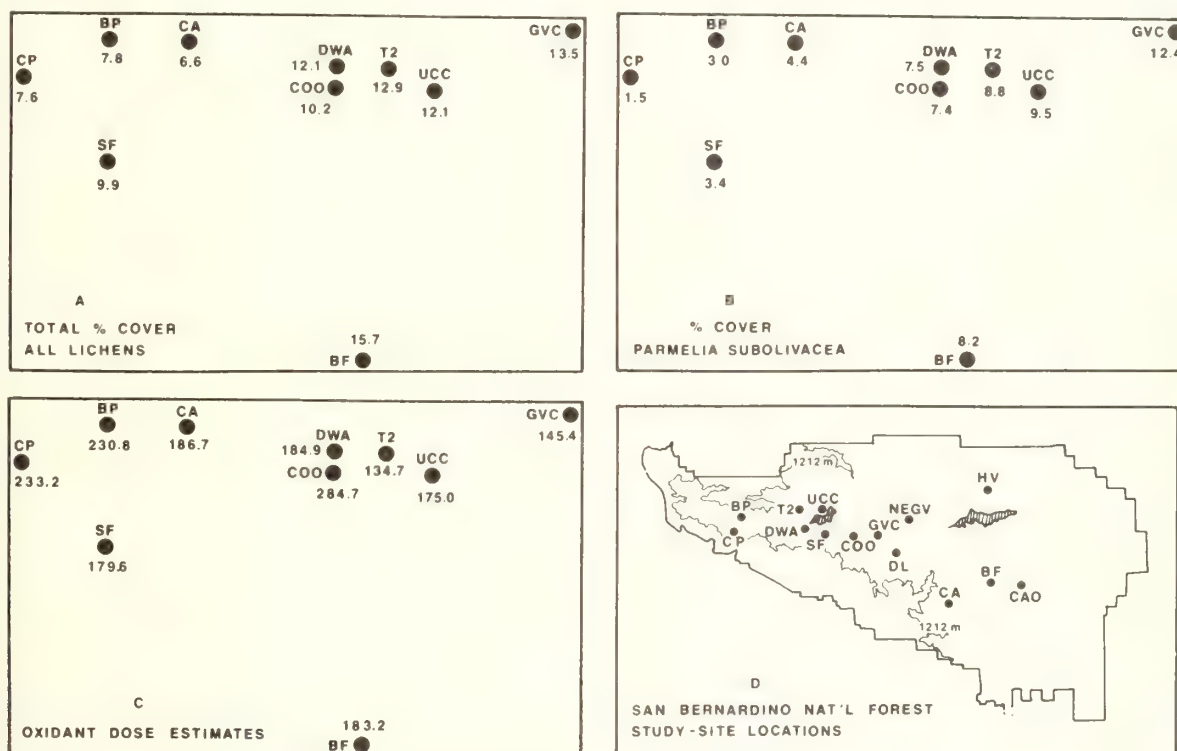 BP
7.8
CA
6.6
GVC
13.5
CP
7.6
DWA
12.1
T2
12.9
COO
10.2
UCC
12.1
SF
9.9
A
TOTAL % COVER
ALL LICHENS
15.7
BF
BP
3.0
CA
4.4
GVC
12.4
CP
1.5
DWA
7.5
T2
8.8
COO
7.4
UCC
9.5
SF
3.4
B
% COVER
PARMELIA SUBOLIVACEA
8.2
BF
BP
230.8
CA
186.7
GVC
145.4
CP
233.2
DWA
184.9
T2
134.7
COO
284.7
UCC
175.0
SF
179.6
C
OXIDANT DOSE ESTIMATES
183.2
BF
1212 m
HV
BP
T2
UCC
NEGV
GVC
CP
DWA
SF
COO
DL
BF
CAO
CA
1212 m
D
SAN BERNARDINO NAT'L FOREST
STUDY-SITE LOCATIONS